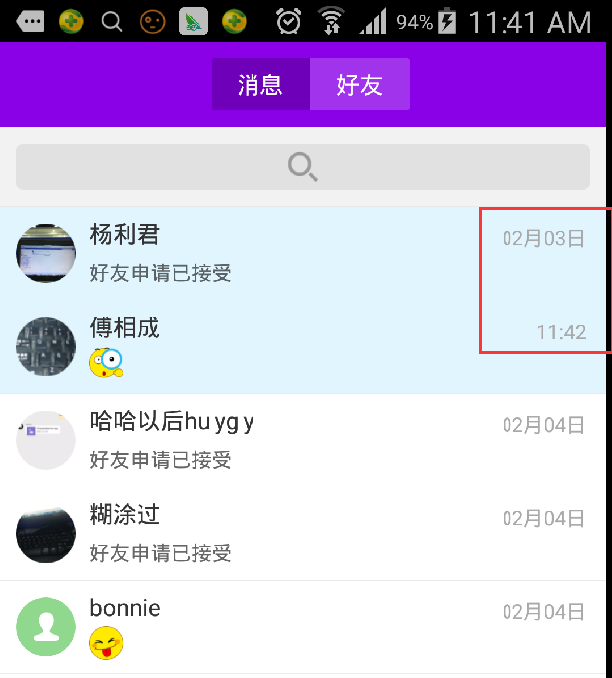 94% 11:41 AM
消息 好友
杨利君 02月03日
好友申请已接受
傅相成 11:42
哈哈以后huygy 02月04日
好友申请已接受
糊涂过 02月04日
好友申请已接受
bonnie 02月04日